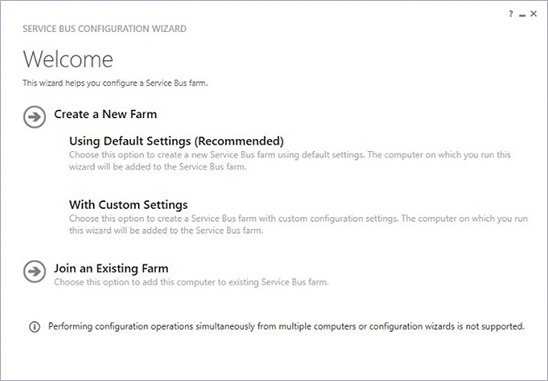 ? _ ×
SERVICE BUS CONFIGURATION WIZARD
Welcome
This wizard helps you configure a Service Bus farm.
Create a New Farm
Using Default Settings (Recommended)
Choose this option to create a new Service Bus farm using default settings. The computer on which you run this
wizard will be added to the Service Bus farm.
With Custom Settings
Choose this option to create a Service Bus farm with custom configuration settings. The computer on which you run
this wizard will be added to the Service Bus farm.
Join an Existing Farm
Choose this option to add this computer to existing Service Bus farm.
Performing configuration operations simultaneously from multiple computers or configuration wizards is not supported.